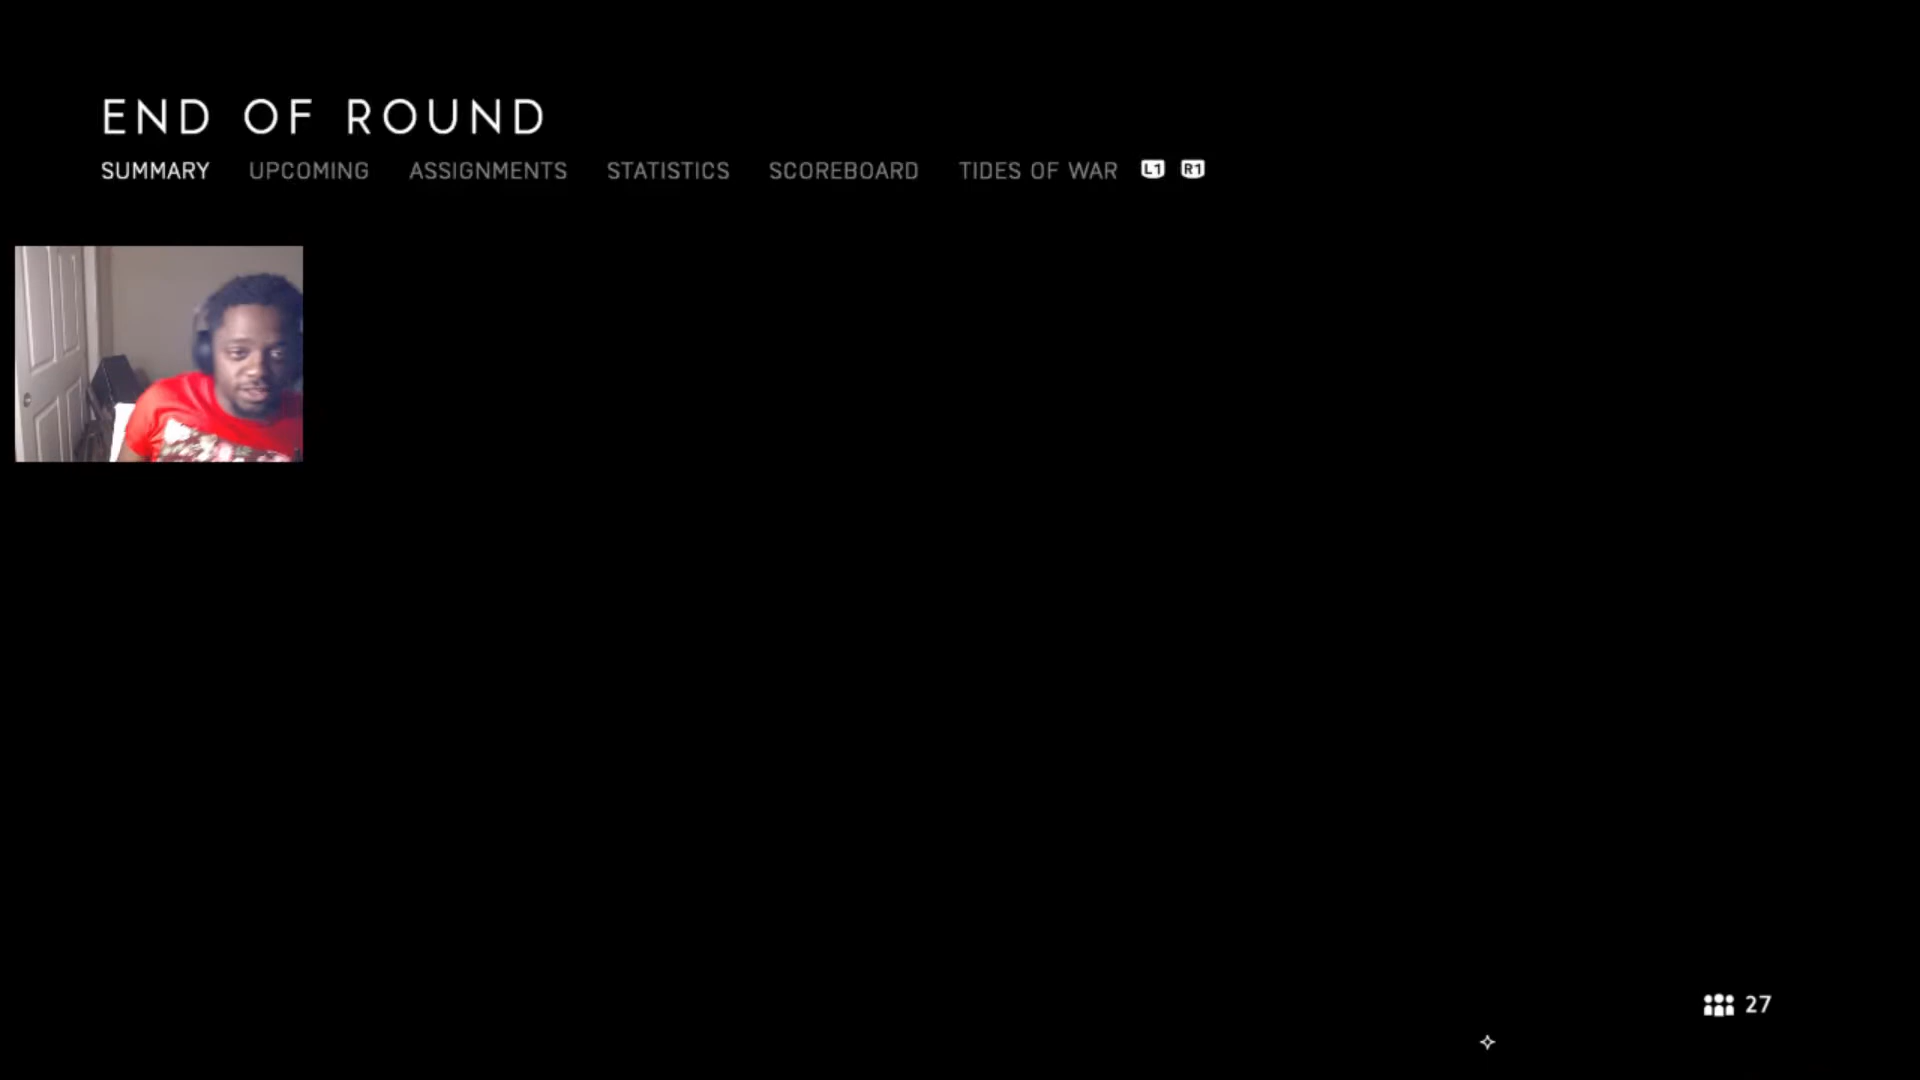 END OF ROUND
SUMMARY UPCOMING ASSIGNMENTS STATISTICS SCOREBOARD TIDES OF WAR L1 R1
27